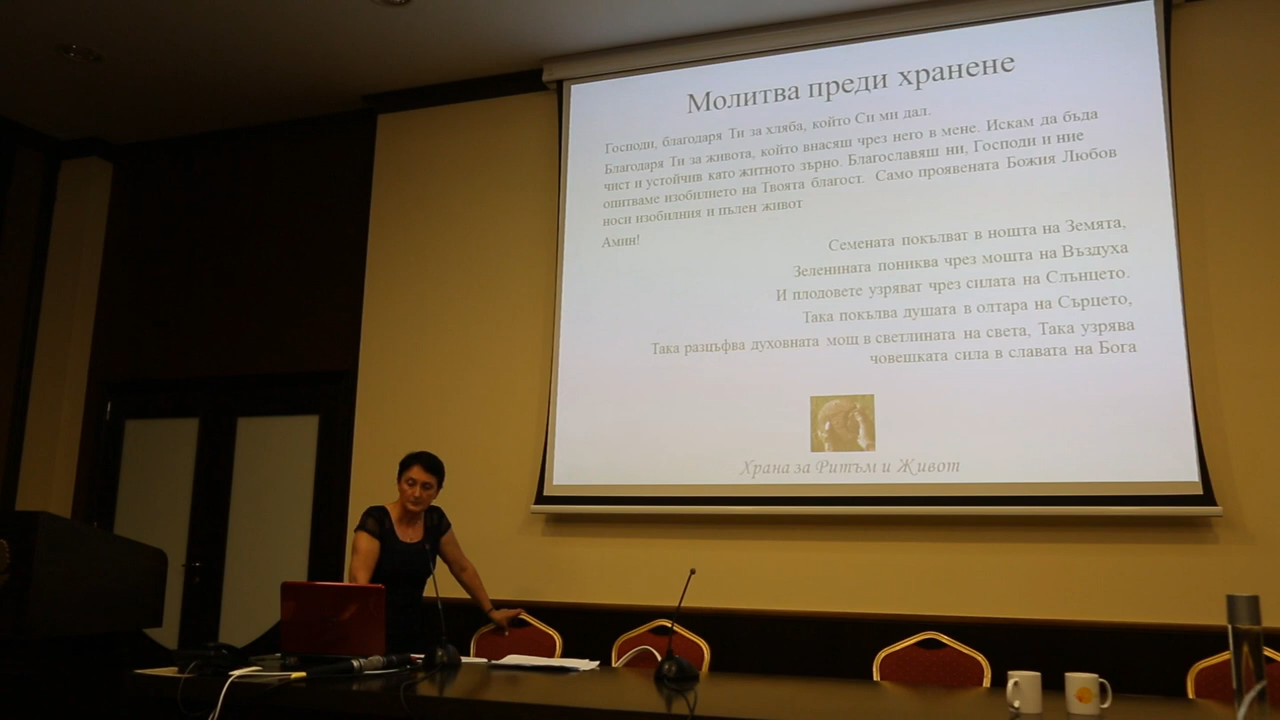 Молитва преди хранене
Господи, благодаря Ти за хляба, който Си ми дал.
Благодаря Ти за живота, който внасяш чрез него в мене. Искам да бъда
чист и устойчив като житното зърно. Благославяш ни, Господи и ние
опитваме изобилието на Твоята благост. Само проявената Божия Любов
носи изобилния и пълен живот
Амин!
Семената покълват в нощта на Земята,
Зеленината пониква чрез мощта на Въздуха
И плодовете узряват чрез силата на Слънцето.
Така покълва душата в олтара на Сърцето,
Така разцъфва духовната мощ в светлината на света, Така узрява
човешката сила в славата на Бога
Храна за Ритъм и Живот